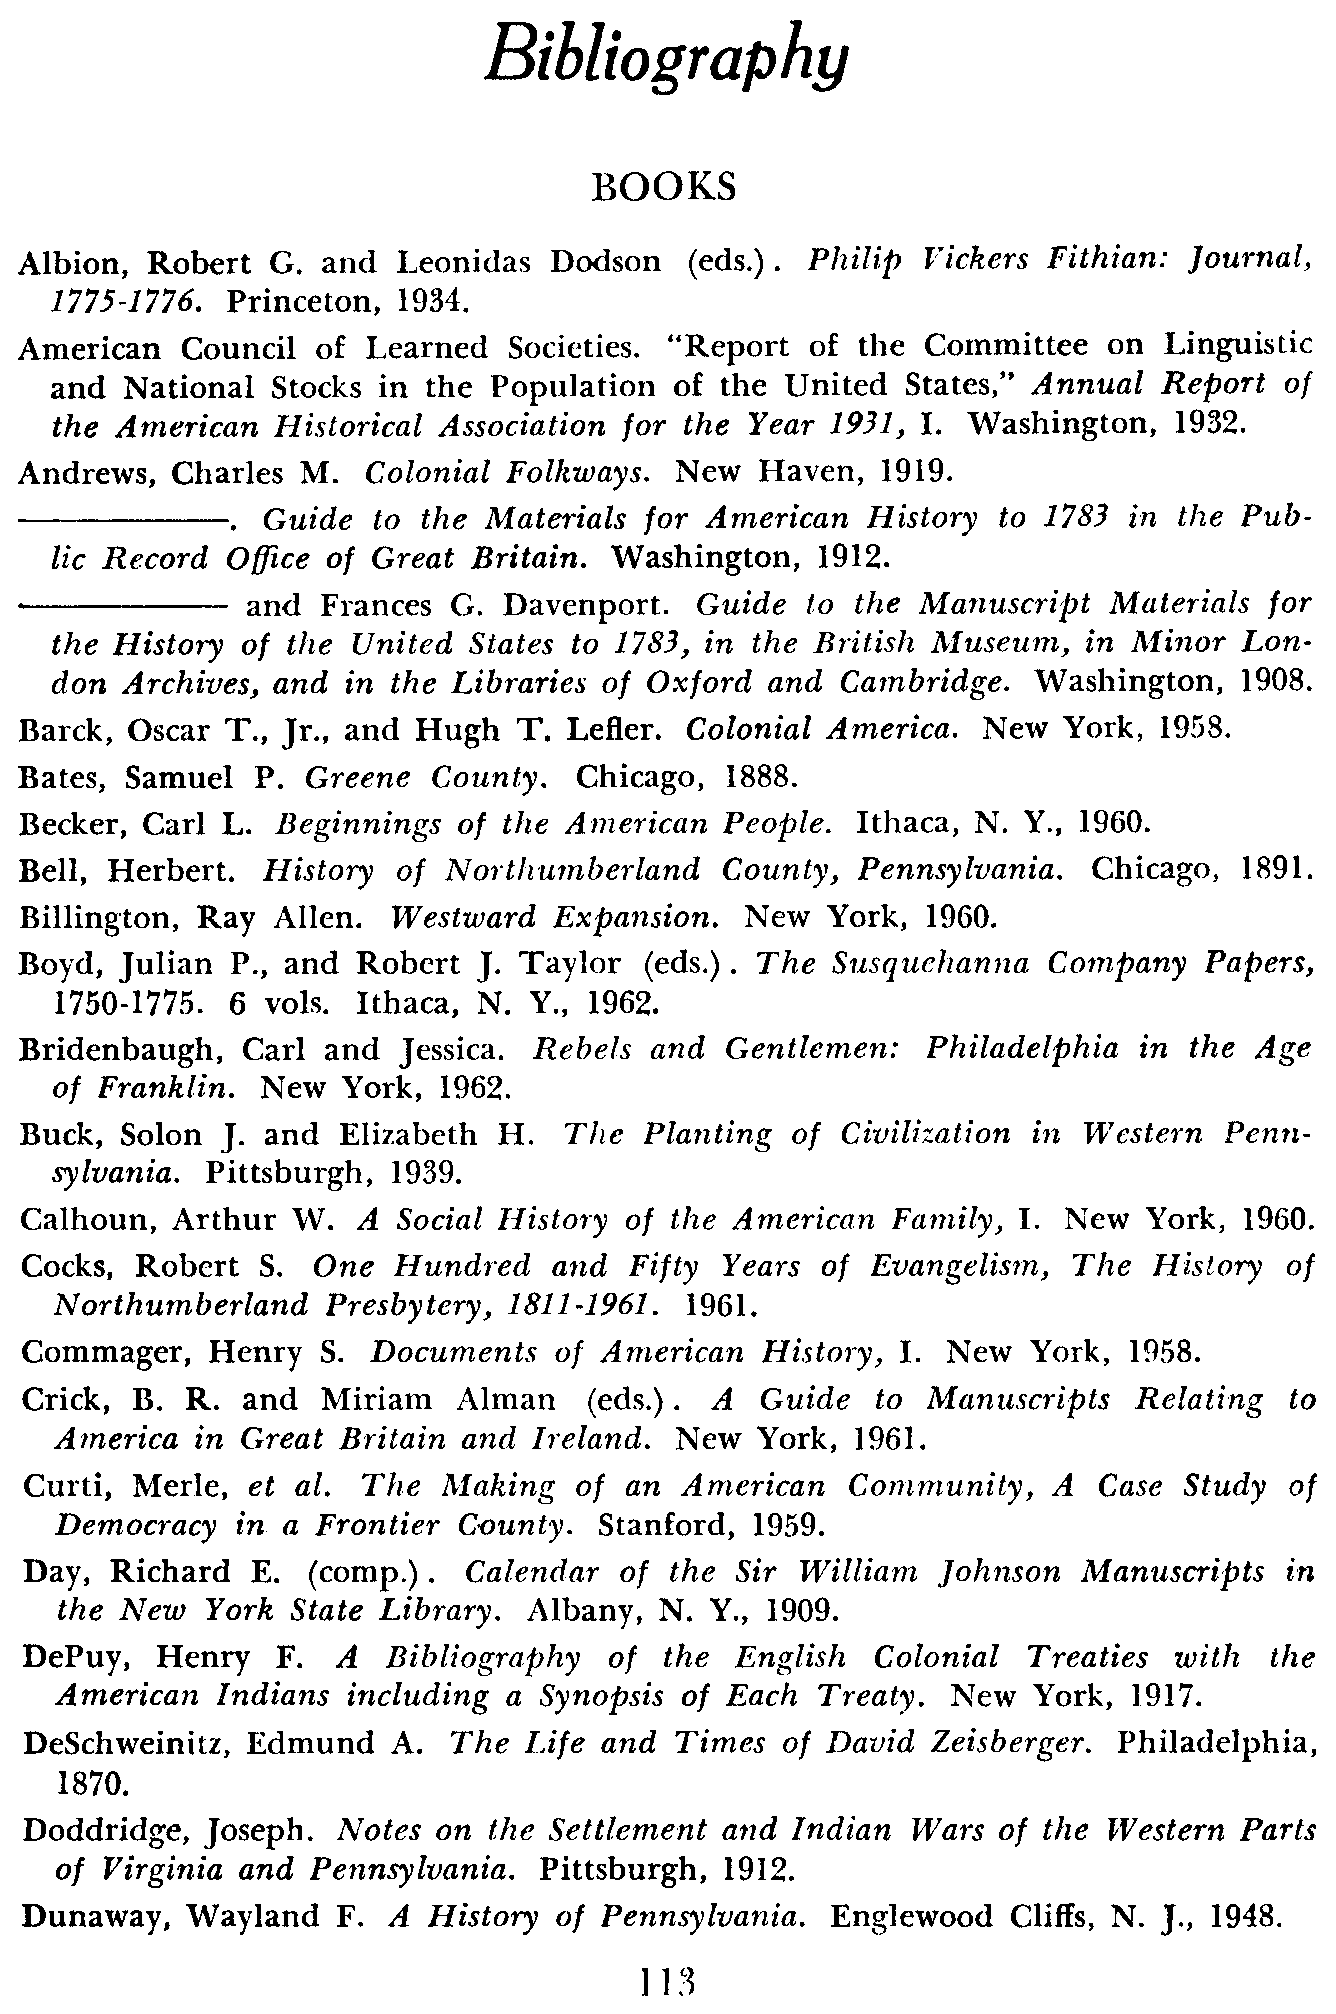 Bibliography
BOOKS
Albion, Robert G. and Leonidas Dodson (eds.). Philip Vickers Fithian: Journal,
1775-1776. Princeton, 1934.
American Council of Learned Societies. “Report of the Committee on Linguistic
and National Stocks in the Population of the United States,” Annual Report of
the American Historical Association for the Year 1931, I. Washington, 1932.
Andrews, Charles M. Colonial Folkways. New Haven, 1919.
————. Guide to the Materials for American History to 1783 in the Pub-
lic Record Office of Great Britain. Washington, 1912.
———— and Frances G. Davenport. Guide to the Manuscript Materials for
the History of the United States to 1783, in the British Museum, in Minor Lon-
don Archives, and in the Libraries of Oxford and Cambridge. Washington, 1908.
Barck, Oscar T., Jr., and Hugh T. Lefler. Colonial America. New York, 1958.
Bates, Samuel P. Greene County. Chicago, 1888.
Becker, Carl L. Beginnings of the American People. Ithaca, N. Y., 1960.
Bell, Herbert. History of Northumberland County, Pennsylvania. Chicago, 1891.
Billington, Ray Allen. Westward Expansion. New York, 1960.
Boyd, Julian P., and Robert J. Taylor (eds.). The Susquehanna Company Papers,
1750-1775. 6 vols. Ithaca, N. Y., 1962.
Bridenbaugh, Carl and Jessica. Rebels and Gentlemen: Philadelphia in the Age
of Franklin. New York, 1962.
Buck, Solon J. and Elizabeth H. The Planting of Civilization in Western Penn-
sylvania. Pittsburgh, 1939.
Calhoun, Arthur W. A Social History of the American Family, I. New York, 1960.
Cocks, Robert S. One Hundred and Fifty Years of Evangelism, The History of
Northumberland Presbytery, 1811-1961. 1961.
Commager, Henry S. Documents of American History, I. New York, 1958.
Crick, B. R. and Miriam Alman (eds.). A Guide to Manuscripts Relating to
America in Great Britain and Ireland. New York, 1961.
Curti, Merle, et al. The Making of an American Community, A Case Study of
Democracy in a Frontier County. Stanford, 1959.
Day, Richard E. (comp.). Calendar of the Sir William Johnson Manuscripts in
the New York State Library. Albany, N. Y., 1909.
DePuy, Henry F. A Bibliography of the English Colonial Treaties with the
American Indians including a Synopsis of Each Treaty. New York, 1917.
DeSchweinitz, Edmund A. The Life and Times of David Zeisberger. Philadelphia,
1870.
Doddridge, Joseph. Notes on the Settlement and Indian Wars of the Western Parts
of Virginia and Pennsylvania. Pittsburgh, 1912.
Dunaway, Wayland F. A History of Pennsylvania. Englewood Cliffs, N. J., 1948.
113